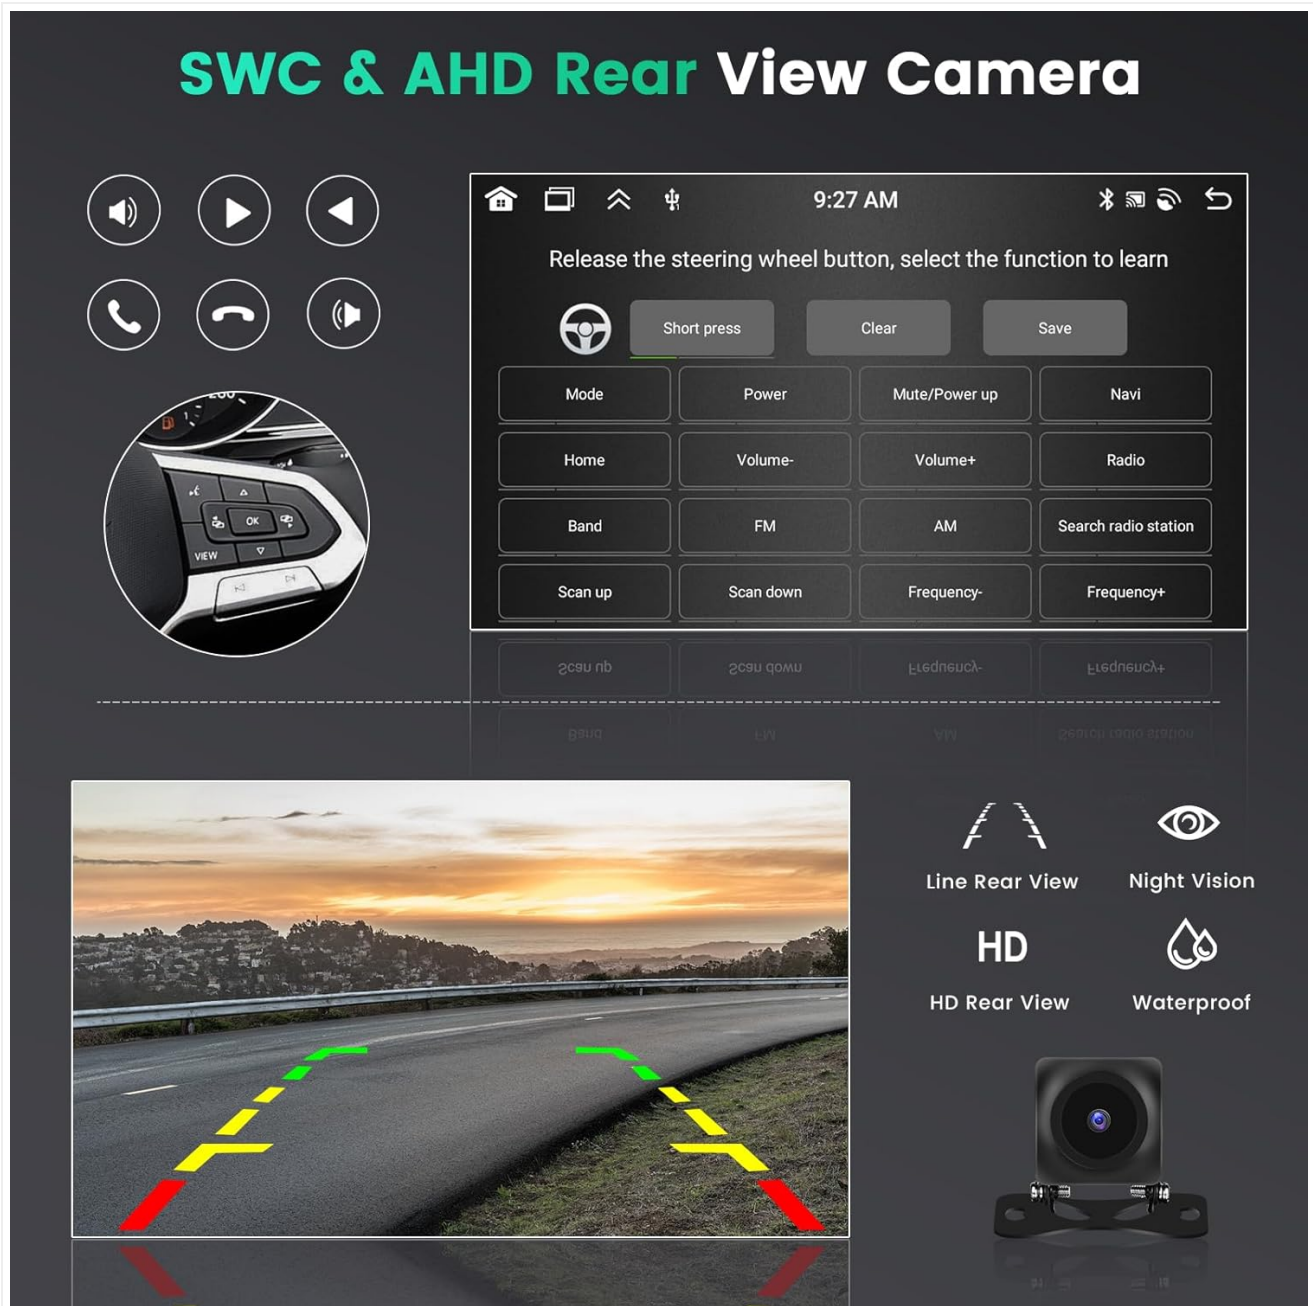 SWC & AHD Rear View Camera
9:27 AM
Release the steering wheel button, select the function to learn
Short press Clear Save
Mode Power Mute/Power up Navi
Home Volume- Volume+ Radio
Band FM AM Search radio station
Scan up Scan down Frequency- Frequency+
OK
VIEW
Line Rear View Night Vision
HD
HD Rear View Waterproof